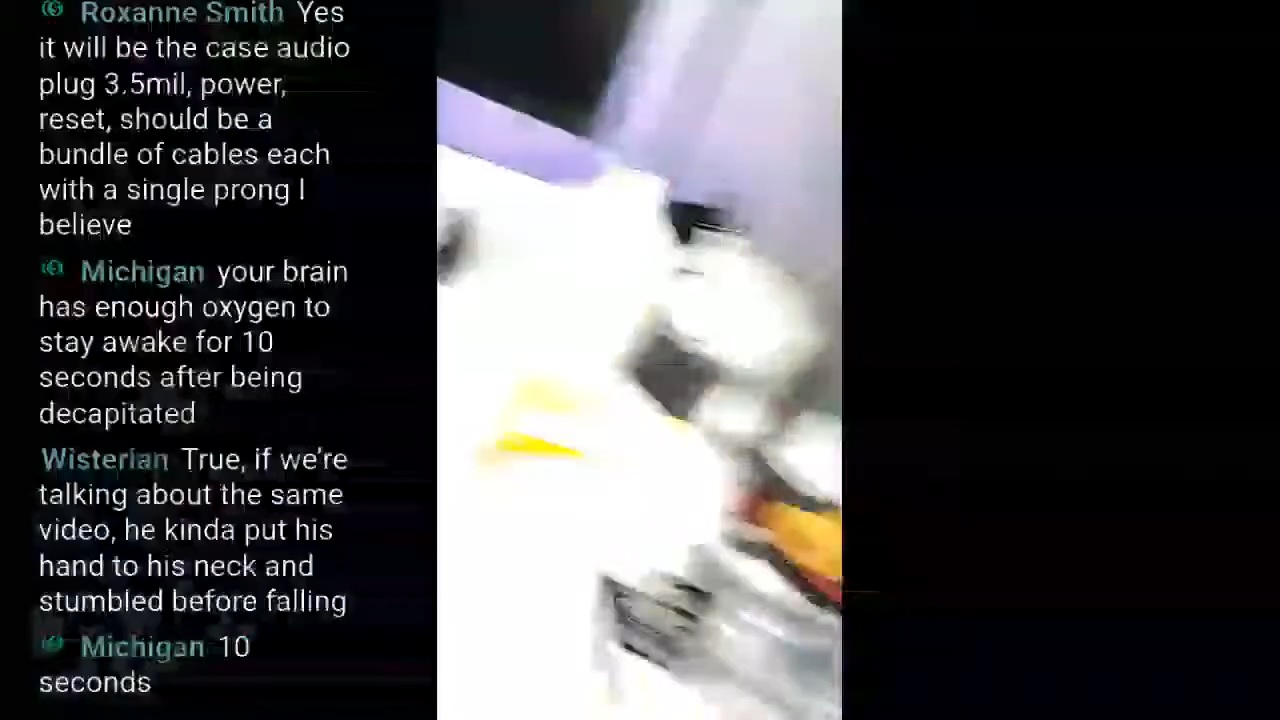 Roxanne Smith Yes
it will be the case audio
plug 3.5mil, power,
reset, should be a
bundle of cables each
with a single prong I
believe
Michigan your brain
has enough oxygen to
stay awake for 10
seconds after being
decapitated
Wisterian True, if we're
talking about the same
video, he kinda put his
hand to his neck and
stumbled before falling
Michigan 10
seconds